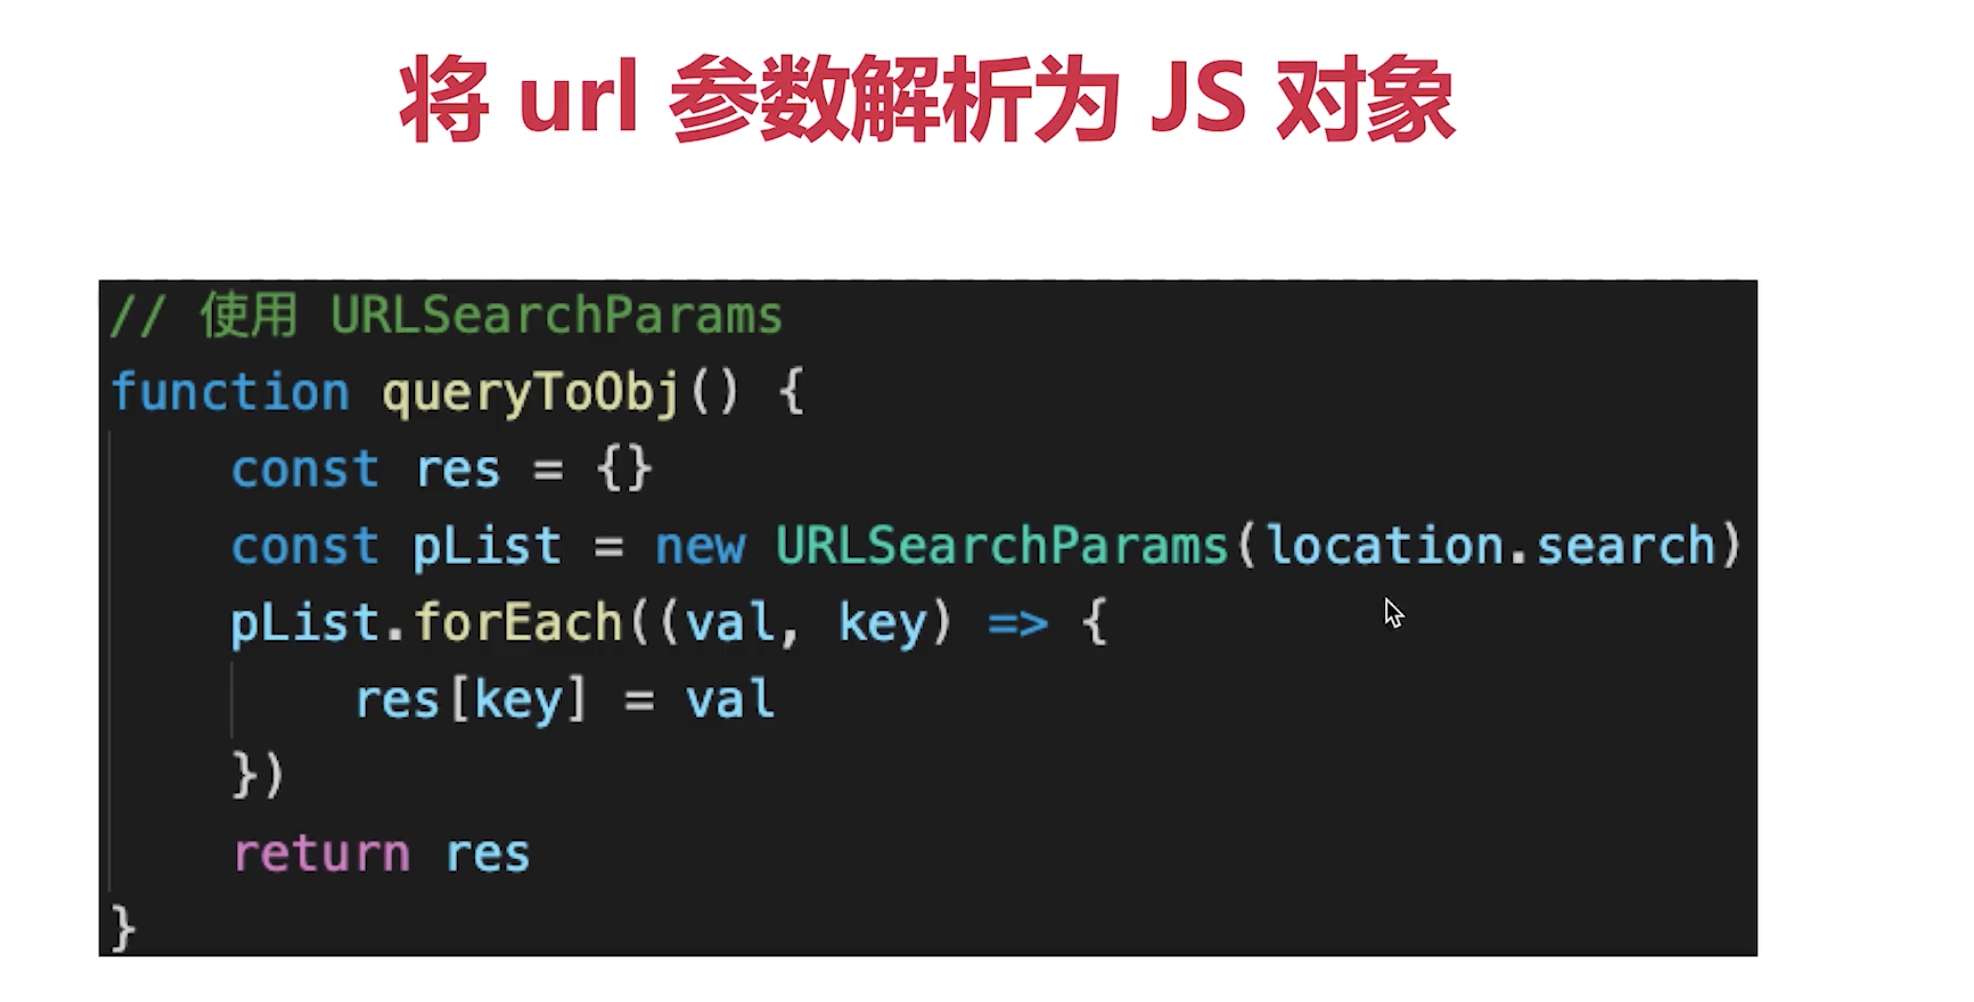 将 url 参数解析为 JS 对象
// 使用 URLSearchParams
function queryToObj() {
    const res = {}
    const pList = new URLSearchParams(location.search)
    pList.forEach((val, key) => {
        res[key] = val
    })
    return res
}